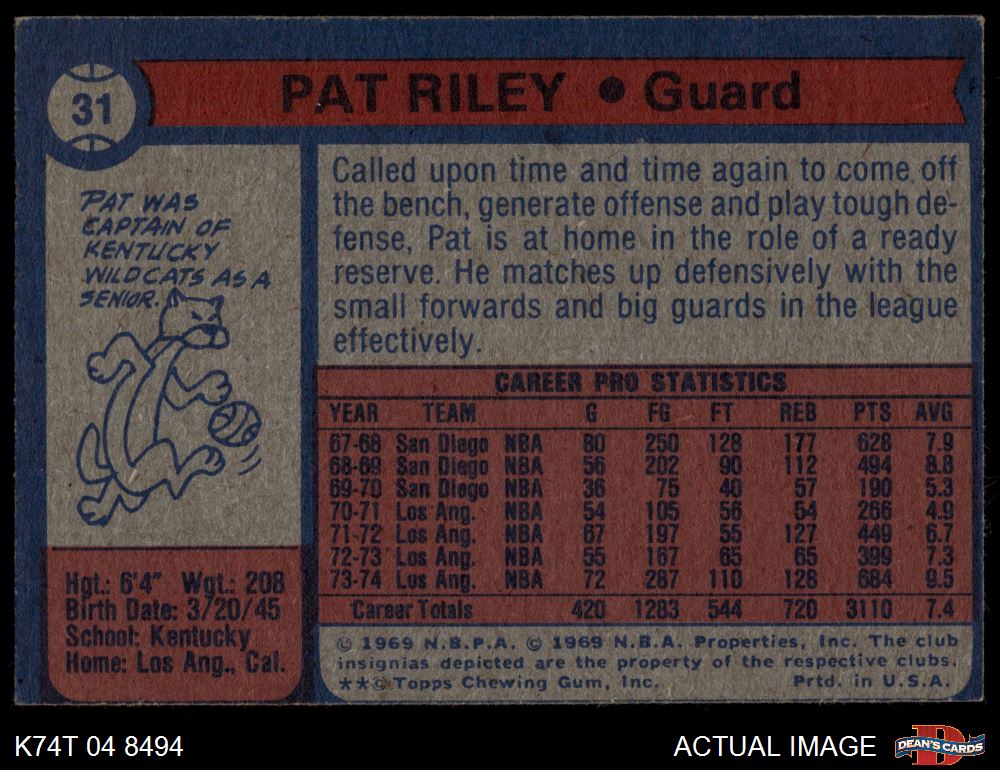 31
PAT RILEY ● Guard
PAT WAS
CAPTAIN OF
KENTUCKY
WILDCATS AS A
SENIOR.
Hgt.: 6'4" Wgt.: 208
Birth Date: 3/20/45
School: Kentucky
Home: Los Ang., Cal.
Called upon time and time again to come off
the bench, generate offense and play tough de-
fense, Pat is at home in the role of a ready
reserve. He matches up defensively with the
small forwards and big guards in the league
effectively.
CAREER PRO STATISTICS
YEAR TEAM G FG FT REB PTS AVG
67-68 San Diego NBA 80 250 128 177 628 7.9
68-69 San Diego NBA 56 202 90 112 494 8.8
69-70 San Diego NBA 36 75 40 57 190 5.3
70-71 Los Ang. NBA 54 105 56 54 266 4.9
71-72 Los Ang. NBA 67 197 55 127 449 6.7
72-73 Los Ang. NBA 55 167 65 65 399 7.3
73-74 Los Ang. NBA 72 287 110 128 684 9.5
Career Totals 420 1283 544 720 3110 7.4
© 1969 N.B.P.A. © 1969 N.B.A. Properties, Inc. The club
insignias depicted are the property of the respective clubs.
**© Topps Chewing Gum, Inc. Prtd. in U.S.A.
K74T 04 8494
ACTUAL IMAGE
D
DEAN'S CARDS